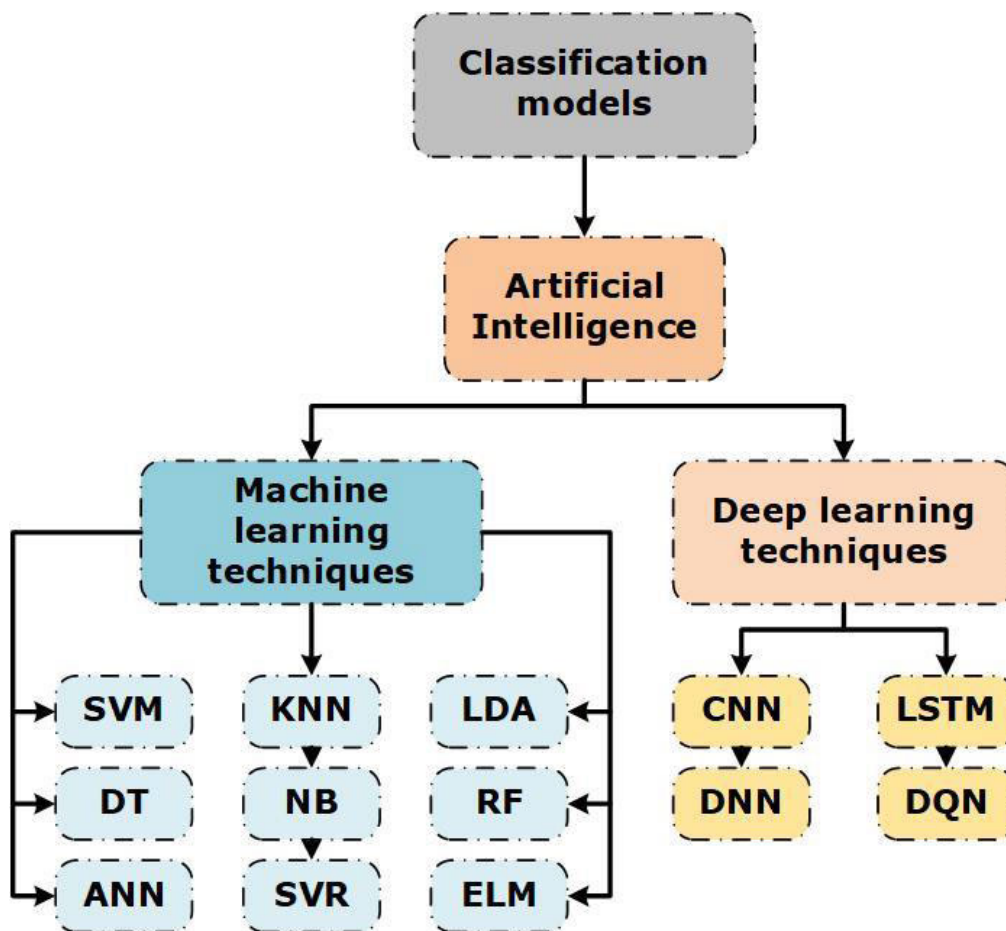 Classification
models
Artificial
Intelligence
Machine
learning
techniques
Deep learning
techniques
SVM
KNN
LDA
CNN
LSTM
DT
NB
RF
DNN
DQN
ANN
SVR
ELM